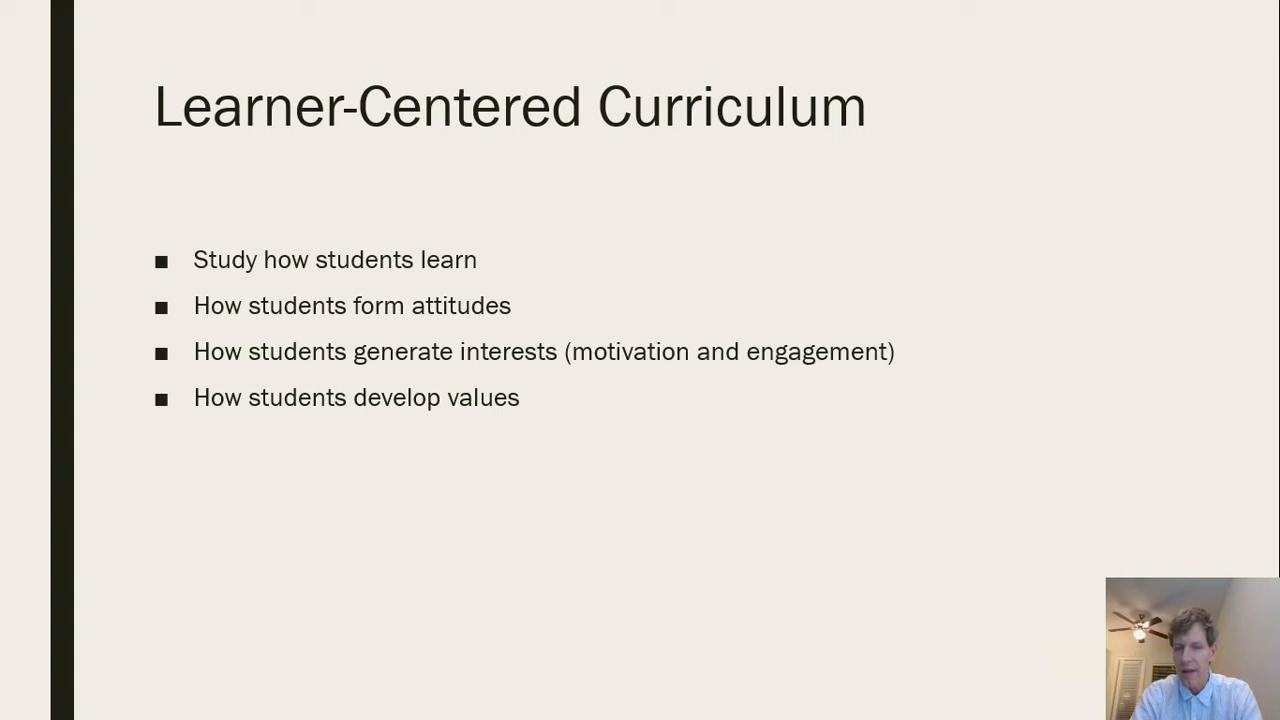 Learner-Centered Curriculum
■ Study how students learn
■ How students form attitudes
■ How students generate interests (motivation and engagement)
■ How students develop values